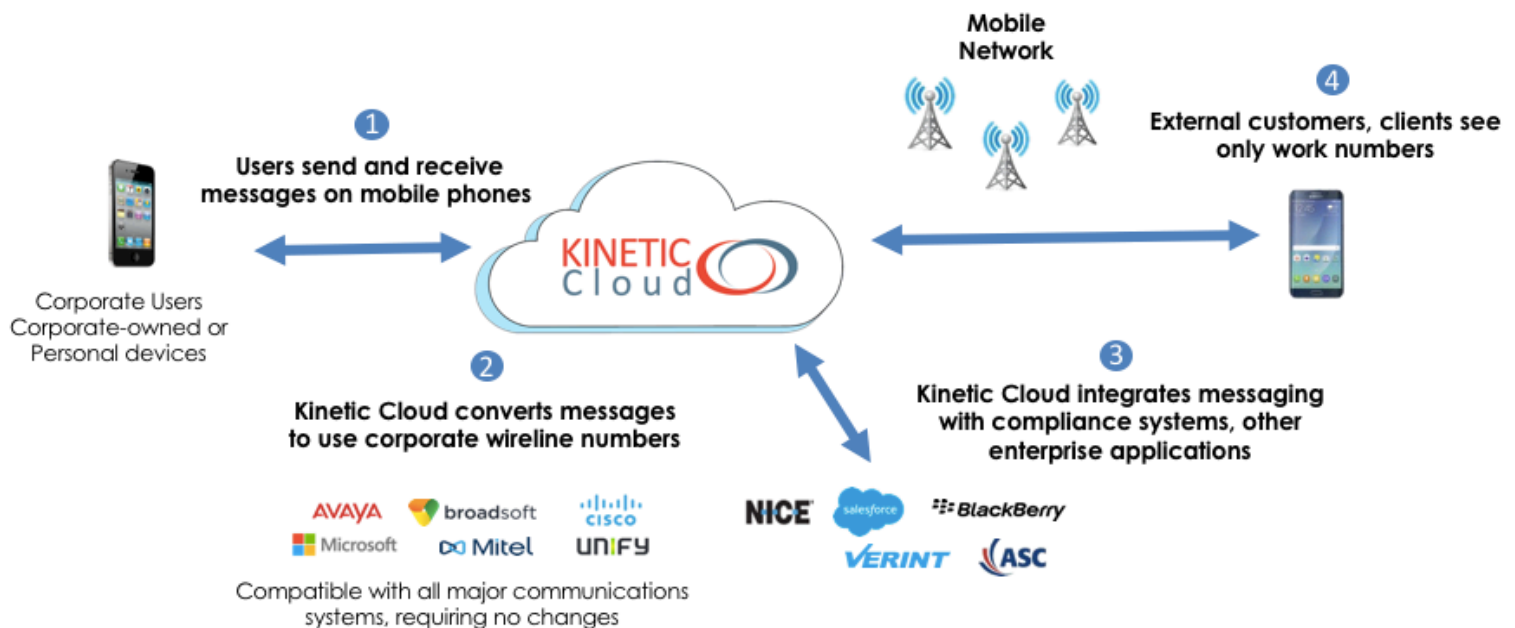 1
Users send and receive
messages on mobile phones
Corporate Users
Corporate-owned or
Personal devices
KINETIC
Cloud
2
Kinetic Cloud converts messages
to use corporate wireline numbers
AVAYA
broadsoft
CISCO
Microsoft
Mitel
UNIFY
Compatible with all major communications
systems, requiring no changes
3
Kinetic Cloud integrates messaging
with compliance systems, other
enterprise applications
NICE
salesforce
BlackBerry
VERINT
ASC
Mobile
Network
4
External customers, clients see
only work numbers